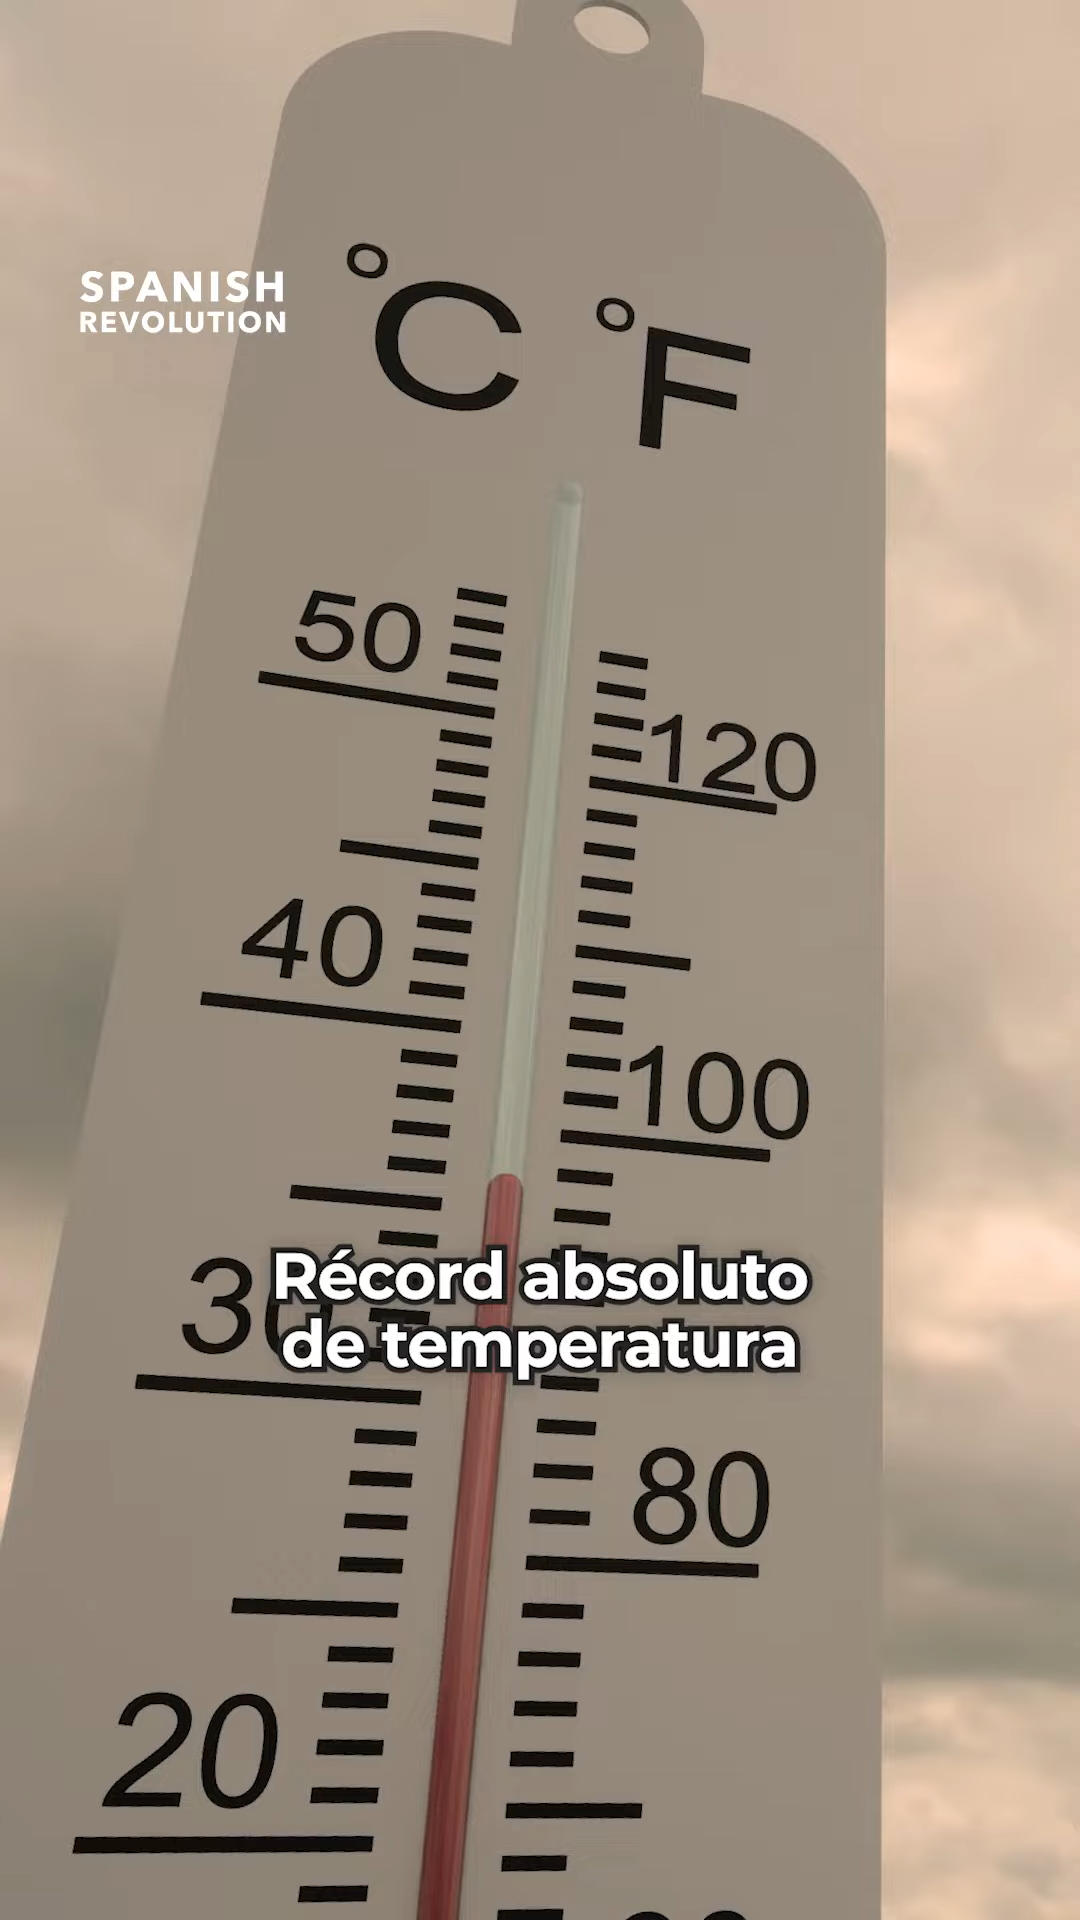 SPANISH
REVOLUTION
°C °F
50
120
40
100
Récord absoluto
de temperatura
80
20